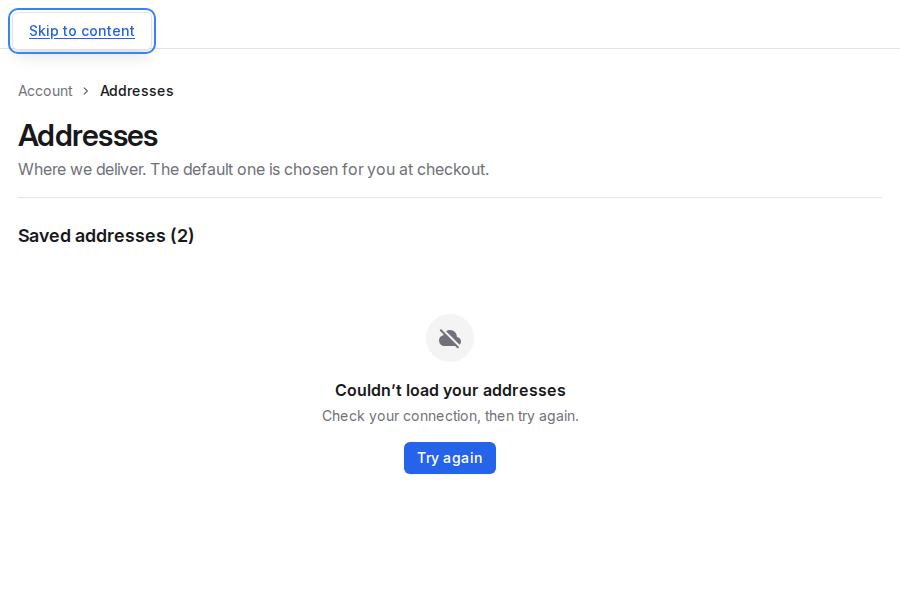 Skip to content
Account > Addresses
Addresses
Where we deliver. The default one is chosen for you at checkout.
Saved addresses (2)
Couldn’t load your addresses
Check your connection, then try again.
Try again